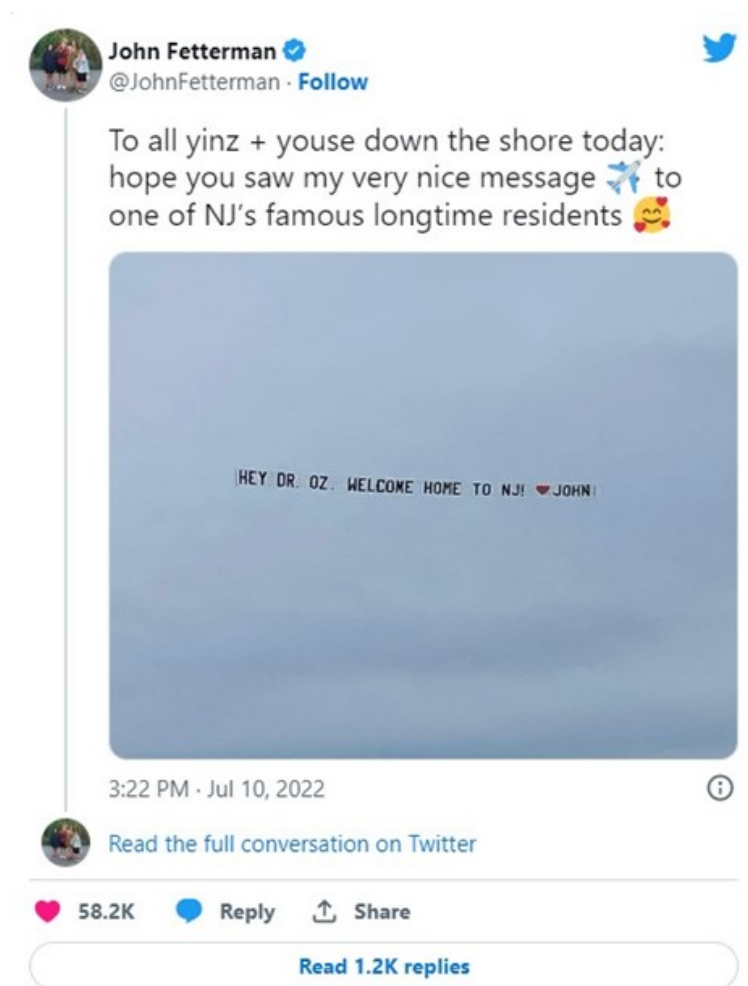 John Fetterman
@JohnFetterman · Follow
To all yinz + youse down the shore today:
hope you saw my very nice message ✈️ to
one of NJ's famous longtime residents 🥰
HEY DR. OZ. WELCOME HOME TO NJ! ♥JOHN
3:22 PM · Jul 10, 2022
Read the full conversation on Twitter
58.2K Reply Share
Read 1.2K replies